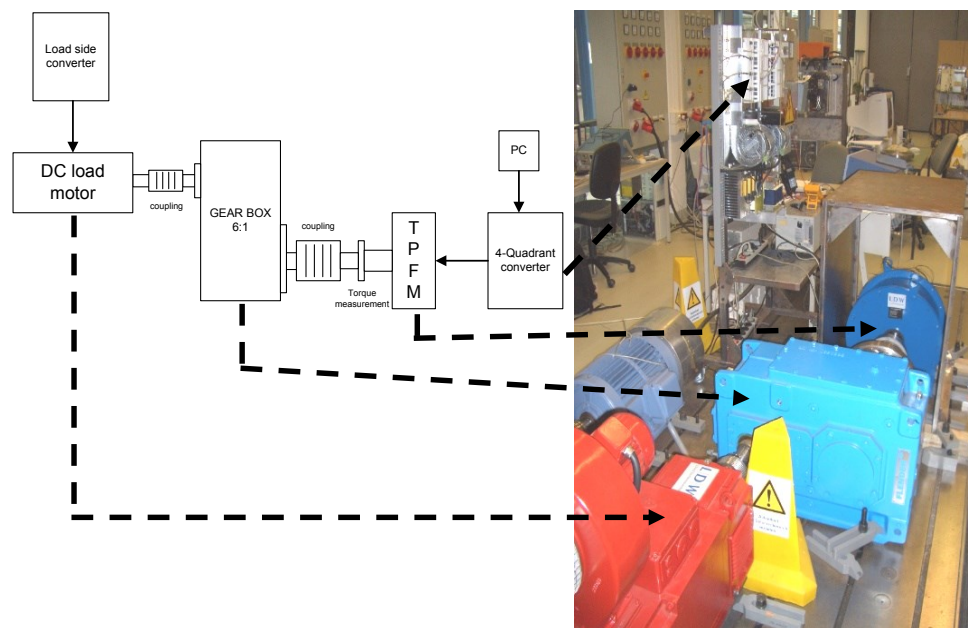 Load side
converter
DC load
motor
coupling
GEAR BOX
6:1
coupling
Torque
measurement
T
P
F
M
PC
4-Quadrant
converter
LDW
LDW